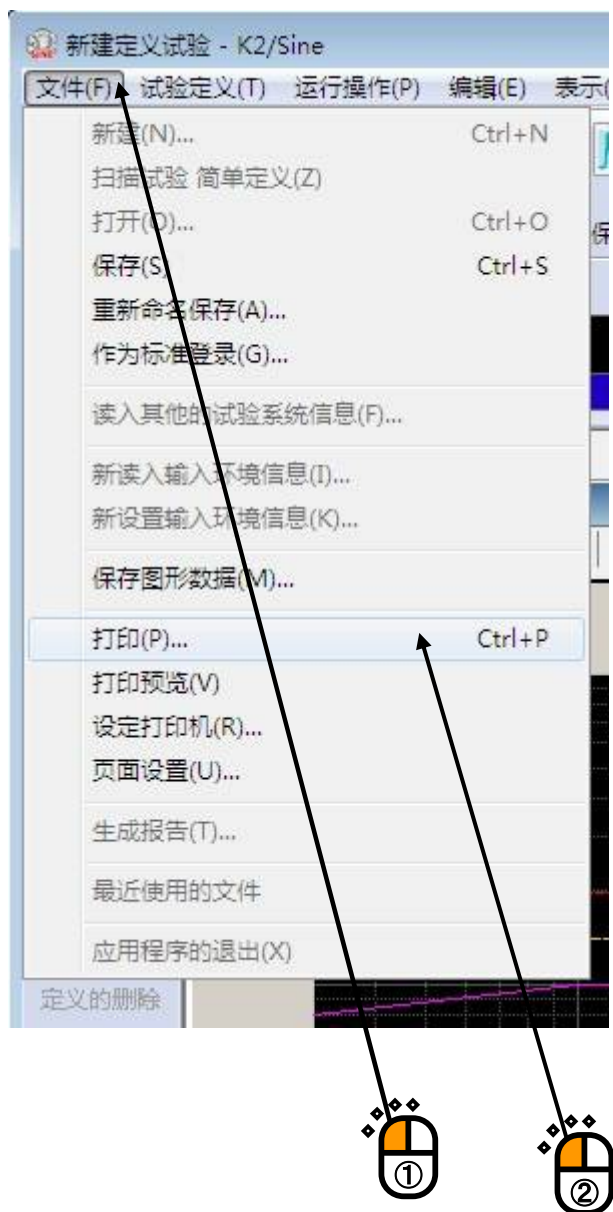 新建定义试验 - K2/Sine
文件(F) 试验定义(T) 运行操作(P) 编辑(E) 表示(
新建(N)... Ctrl+N
扫描试验 简单定义(Z)
打开(O)... Ctrl+O
保存(S) Ctrl+S
重新命名保存(A)...
作为标准登录(G)...
读入其他的试验系统信息(F)...
新读入输入环境信息(I)...
新设置输入环境信息(K)...
保存图形数据(M)...
打印(P)... Ctrl+P
打印预览(V)
设定打印机(R)...
页面设置(U)...
生成报告(T)...
最近使用的文件
应用程序的退出(X)
定义的删除
① ②